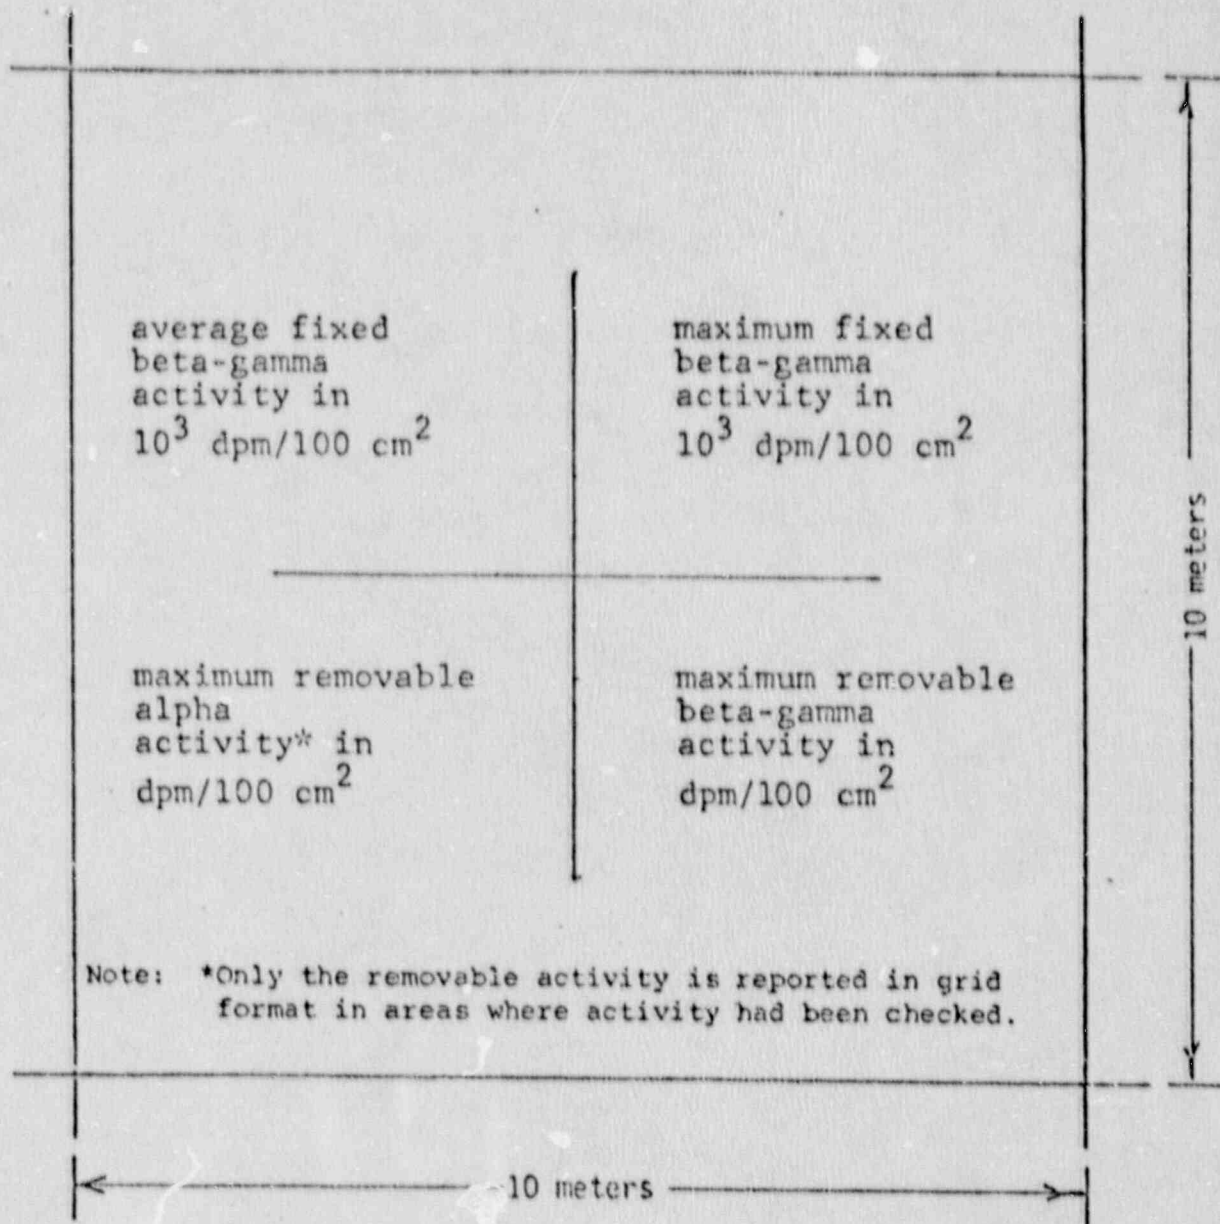 average fixed
beta-gamma
activity in
10³ dpm/100 cm²
maximum fixed
beta-gamma
activity in
10³ dpm/100 cm²
10 meters
maximum removable
alpha
activity* in
dpm/100 cm²
maximum removable
beta-gamma
activity in
dpm/100 cm²
Note: *Only the removable activity is reported in grid
format in areas where activity had been checked.
10 meters